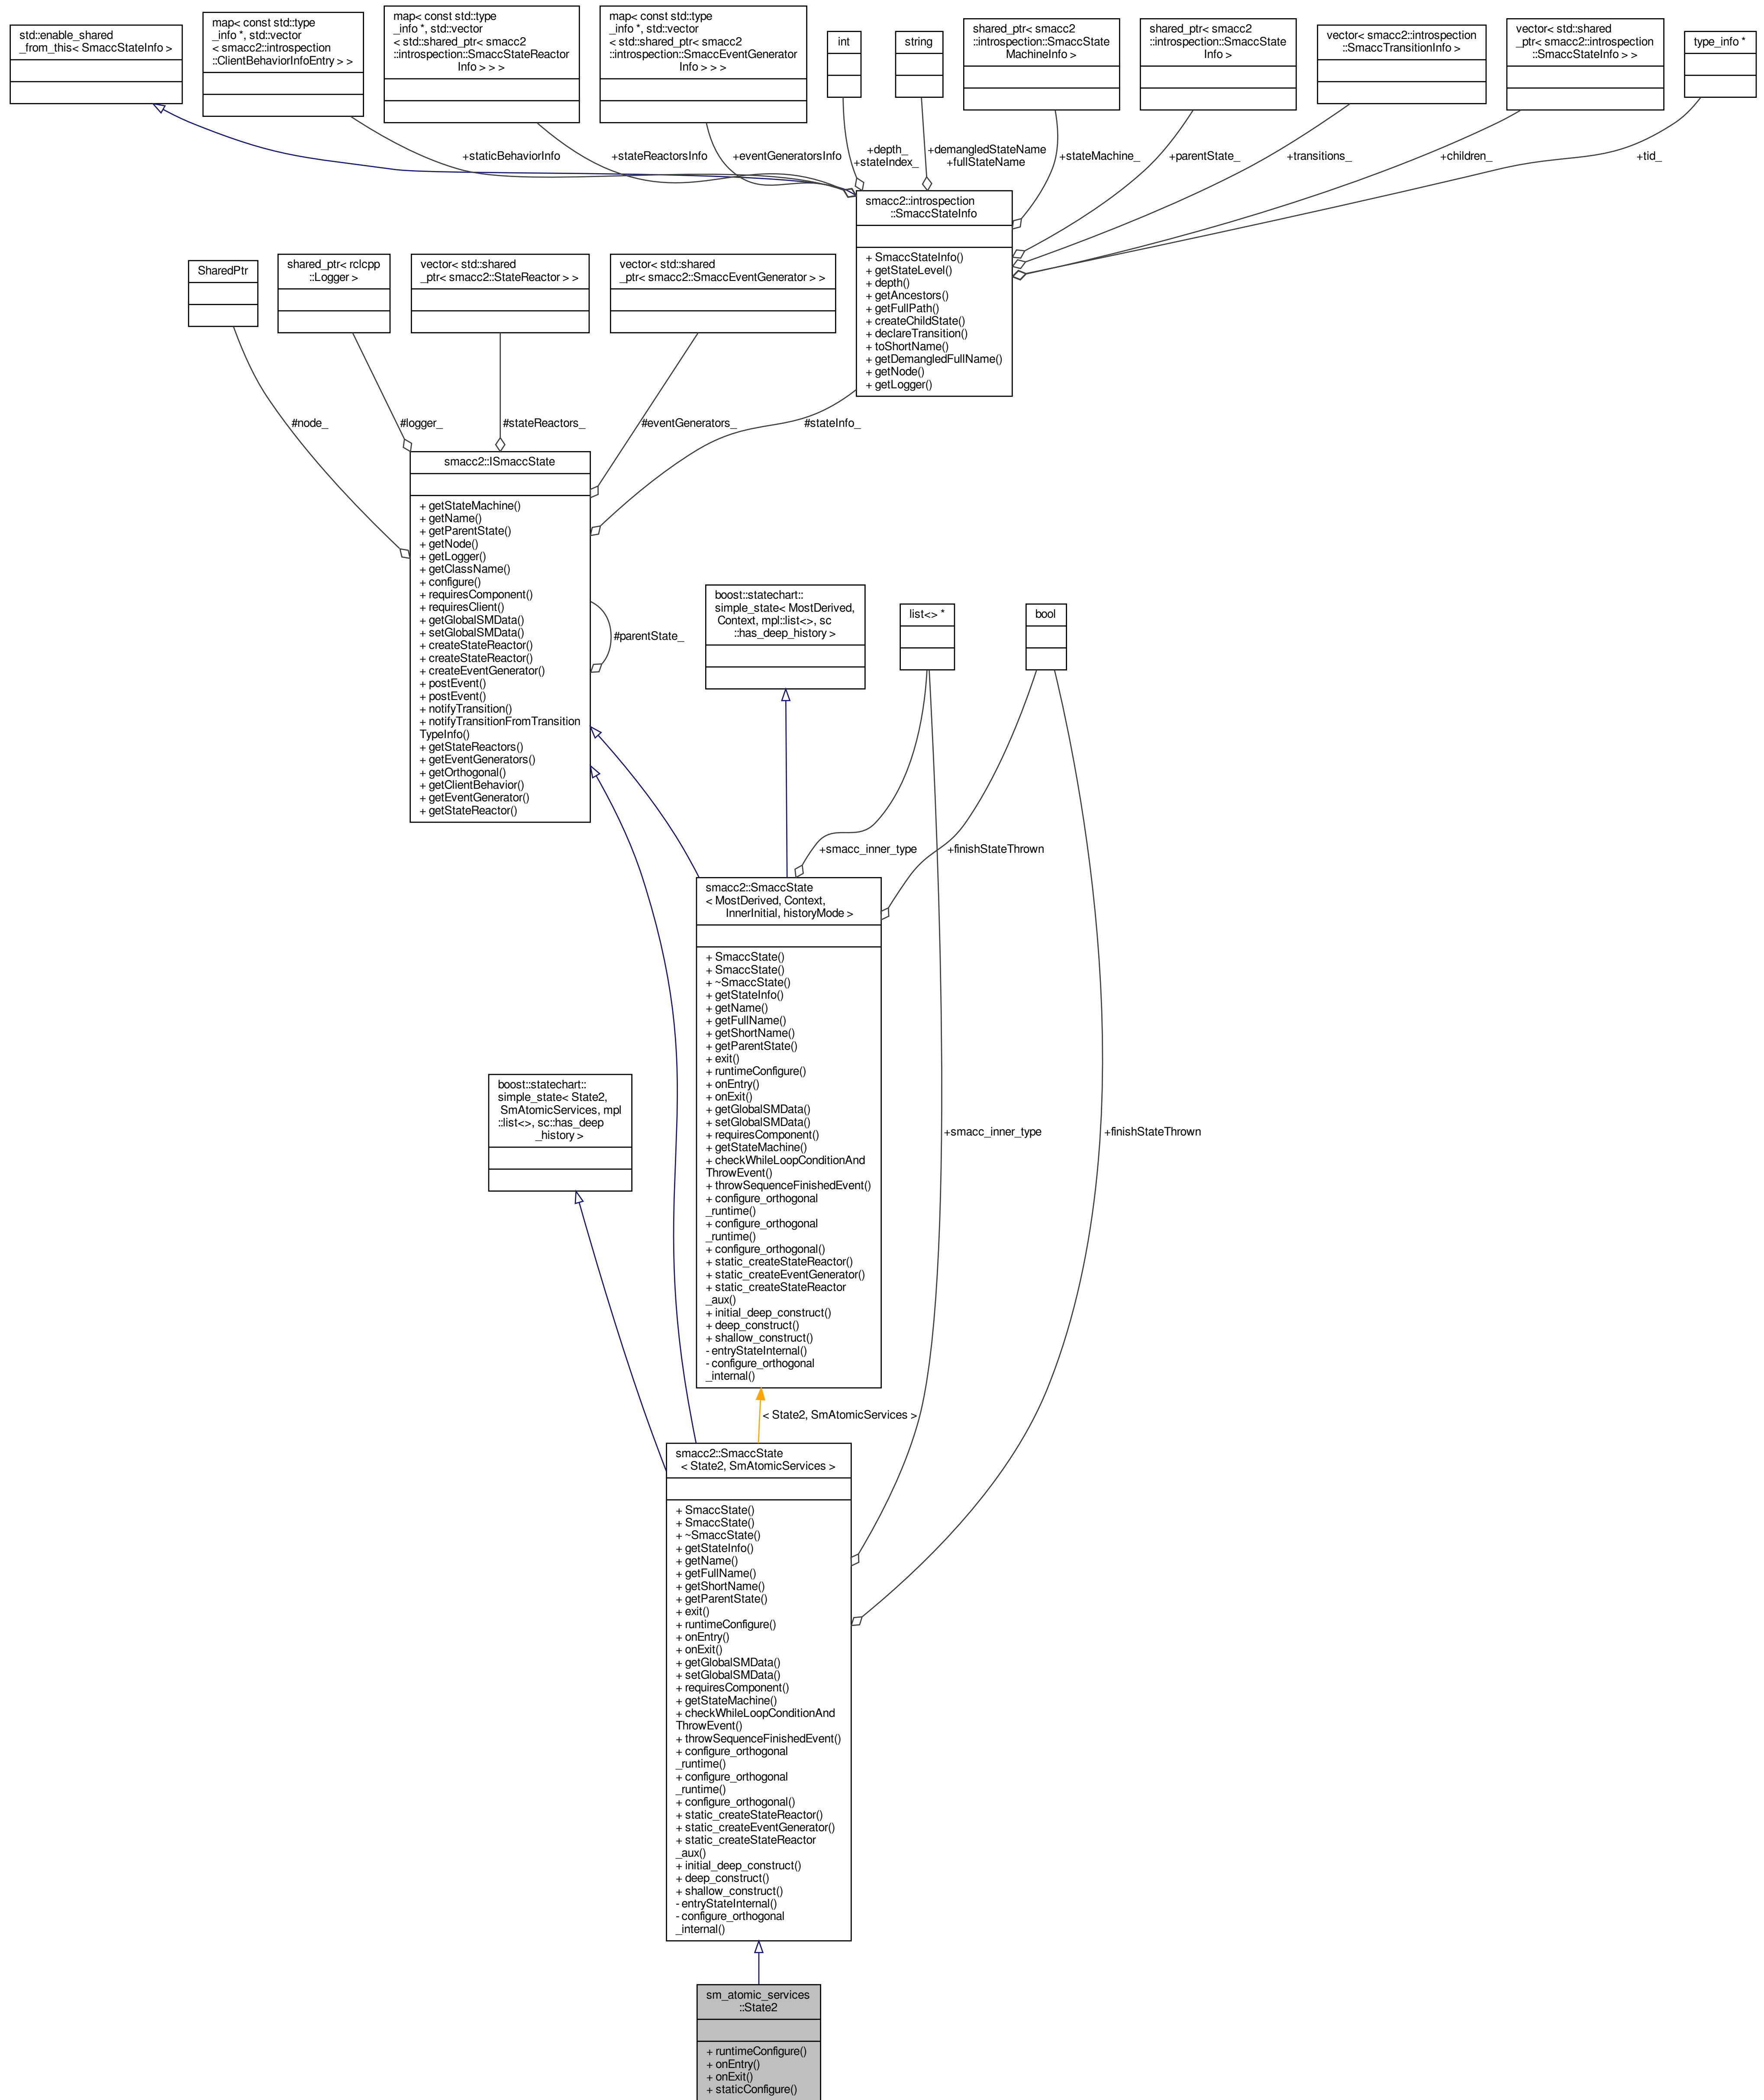 std::enable_shared
_from_this< SmaccStateInfo >
map< const std::type
_info *, std::vector
< smacc2::introspection
::ClientBehaviorInfoEntry > >
map< const std::type
_info *, std::vector
< std::shared_ptr< smacc2
::introspection::SmaccStateReactor
Info > > >
map< const std::type
_info *, std::vector
< std::shared_ptr< smacc2
::introspection::SmaccEventGenerator
Info > > >
int
string
shared_ptr< smacc2
::introspection::SmaccState
MachineInfo >
shared_ptr< smacc2
::introspection::SmaccState
Info >
vector< smacc2::introspection
::SmaccTransitionInfo >
vector< std::shared
_ptr< smacc2::introspection
::SmaccStateInfo > >
type_info *
+staticBehaviorInfo
+stateReactorsInfo
+eventGeneratorsInfo
+depth_
+stateIndex_
+demangledStateName
+fullStateName
+stateMachine_
+parentState_
+transitions_
+children_
+tid_
smacc2::introspection
::SmaccStateInfo
+ SmaccStateInfo()
+ getStateLevel()
+ depth()
+ getAncestors()
+ getFullPath()
+ createChildState()
+ declareTransition()
+ toShortName()
+ getDemangledFullName()
+ getNode()
+ getLogger()
SharedPtr
shared_ptr< rclcpp
::Logger >
vector< std::shared
_ptr< smacc2::StateReactor > >
vector< std::shared
_ptr< smacc2::SmaccEventGenerator > >
#node_
#logger_
#stateReactors_
#eventGenerators_
#stateInfo_
smacc2::ISmaccState
+ getStateMachine()
+ getName()
+ getParentState()
+ getNode()
+ getLogger()
+ getClassName()
+ configure()
+ requiresComponent()
+ requiresClient()
+ getGlobalSMData()
+ setGlobalSMData()
+ createStateReactor()
+ createStateReactor()
+ createEventGenerator()
+ postEvent()
+ postEvent()
+ notifyTransition()
+ notifyTransitionFromTransition
TypeInfo()
+ getStateReactors()
+ getEventGenerators()
+ getOrthogonal()
+ getClientBehavior()
+ getEventGenerator()
+ getStateReactor()
#parentState_
boost::statechart::
simple_state< MostDerived,
Context, mpl::list<>, sc
::has_deep_history >
list<> *
bool
+smacc_inner_type
+finishStateThrown
smacc2::SmaccState
< MostDerived, Context,
InnerInitial, historyMode >
+ SmaccState()
+ SmaccState()
+ ~SmaccState()
+ getStateInfo()
+ getName()
+ getFullName()
+ getShortName()
+ getParentState()
+ exit()
+ runtimeConfigure()
+ onEntry()
+ onExit()
+ getGlobalSMData()
+ setGlobalSMData()
+ requiresComponent()
+ getStateMachine()
+ checkWhileLoopConditionAnd
ThrowEvent()
+ throwSequenceFinishedEvent()
+ configure_orthogonal
_runtime()
+ configure_orthogonal
_runtime()
+ configure_orthogonal()
+ static_createStateReactor()
+ static_createEventGenerator()
+ static_createStateReactor
_aux()
+ initial_deep_construct()
+ deep_construct()
+ shallow_construct()
- entryStateInternal()
- configure_orthogonal
_internal()
boost::statechart::
simple_state< State2,
SmAtomicServices, mpl
::list<>, sc::has_deep
_history >
+smacc_inner_type
+finishStateThrown
< State2, SmAtomicServices >
smacc2::SmaccState
< State2, SmAtomicServices >
+ SmaccState()
+ SmaccState()
+ ~SmaccState()
+ getStateInfo()
+ getName()
+ getFullName()
+ getShortName()
+ getParentState()
+ exit()
+ runtimeConfigure()
+ onEntry()
+ onExit()
+ getGlobalSMData()
+ setGlobalSMData()
+ requiresComponent()
+ getStateMachine()
+ checkWhileLoopConditionAnd
ThrowEvent()
+ throwSequenceFinishedEvent()
+ configure_orthogonal
_runtime()
+ configure_orthogonal
_runtime()
+ configure_orthogonal()
+ static_createStateReactor()
+ static_createEventGenerator()
+ static_createStateReactor
_aux()
+ initial_deep_construct()
+ deep_construct()
+ shallow_construct()
- entryStateInternal()
- configure_orthogonal
_internal()
sm_atomic_services
::State2
+ runtimeConfigure()
+ onEntry()
+ onExit()
+ staticConfigure()